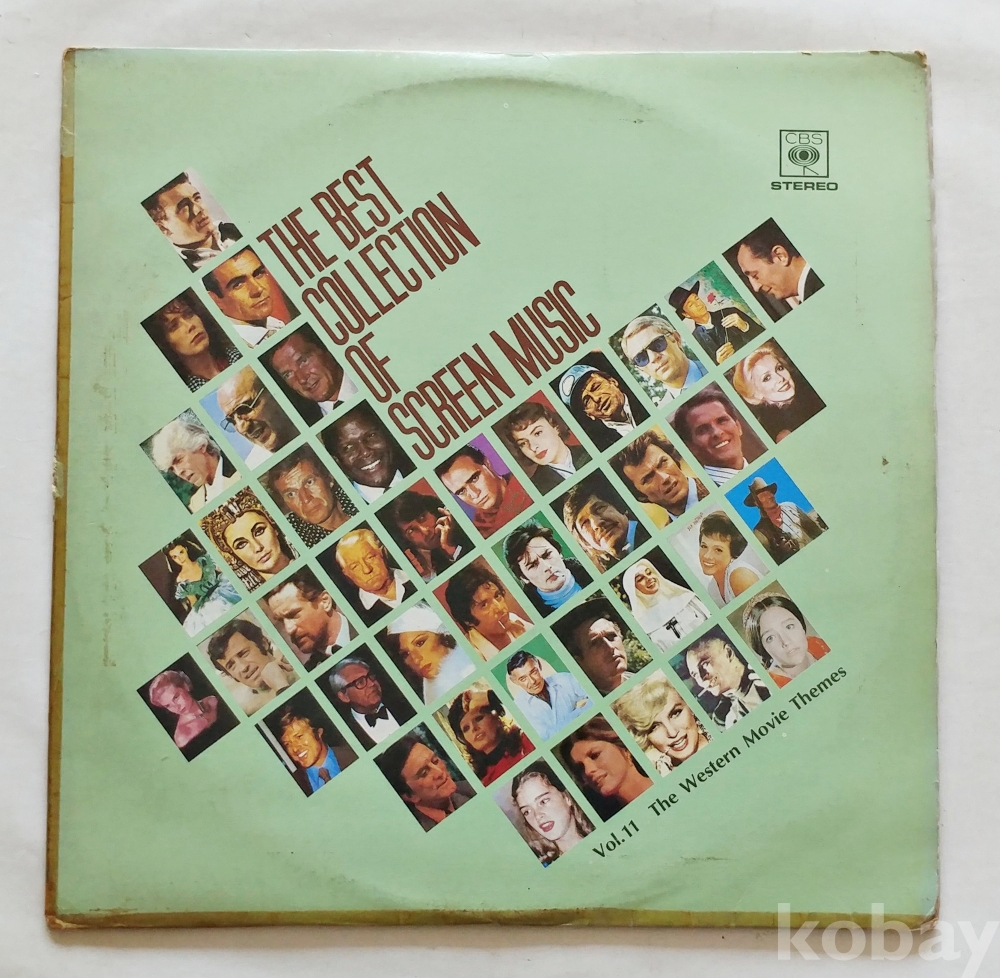 CBS
STEREO
THE BEST
COLLECTION
OF
SCREEN MUSIC
Vol.11 The Western Movie Themes
kobay